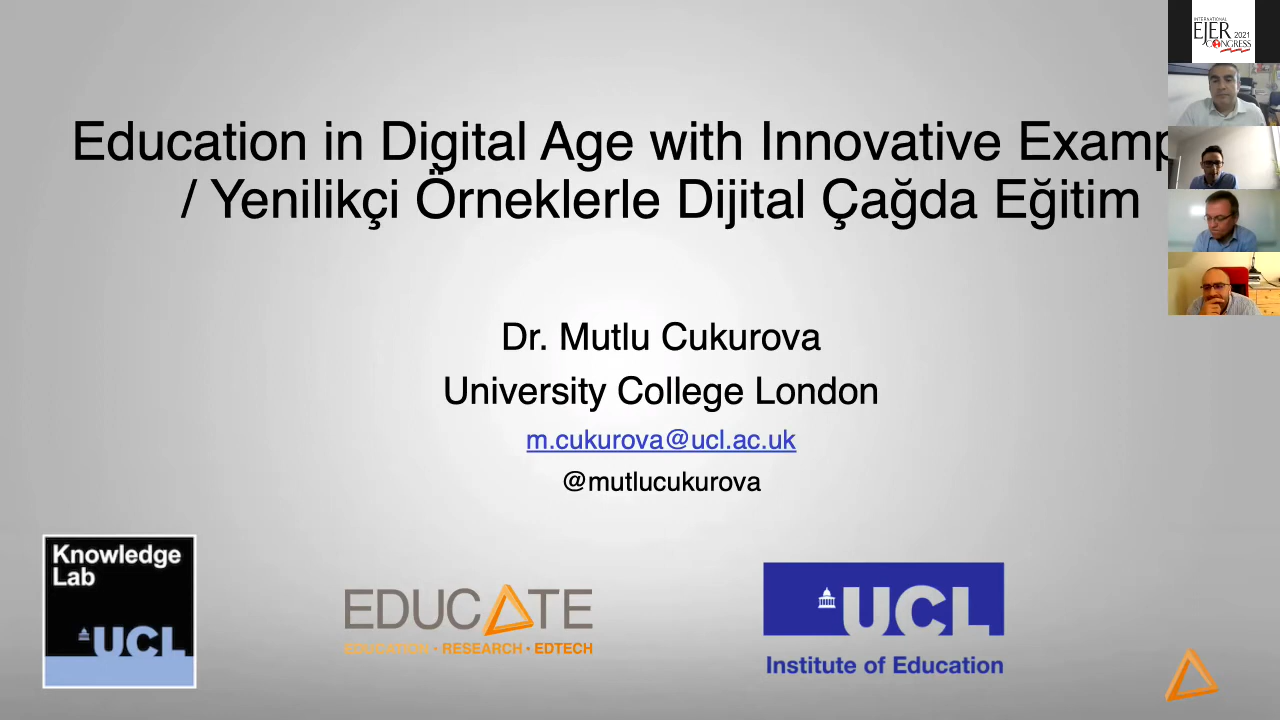 INTERNATIONAL
EJER 2021
CONGRESS
Education in Digital Age with Innovative Examp
/ Yenilikçi Örneklerle Dijital Çağda Eğitim
Dr. Mutlu Cukurova
University College London
m.cukurova@ucl.ac.uk
@mutlucukurova
Knowledge
Lab
UCL
EDUCATE
EDUCATION • RESEARCH • EDTECH
UCL
Institute of Education